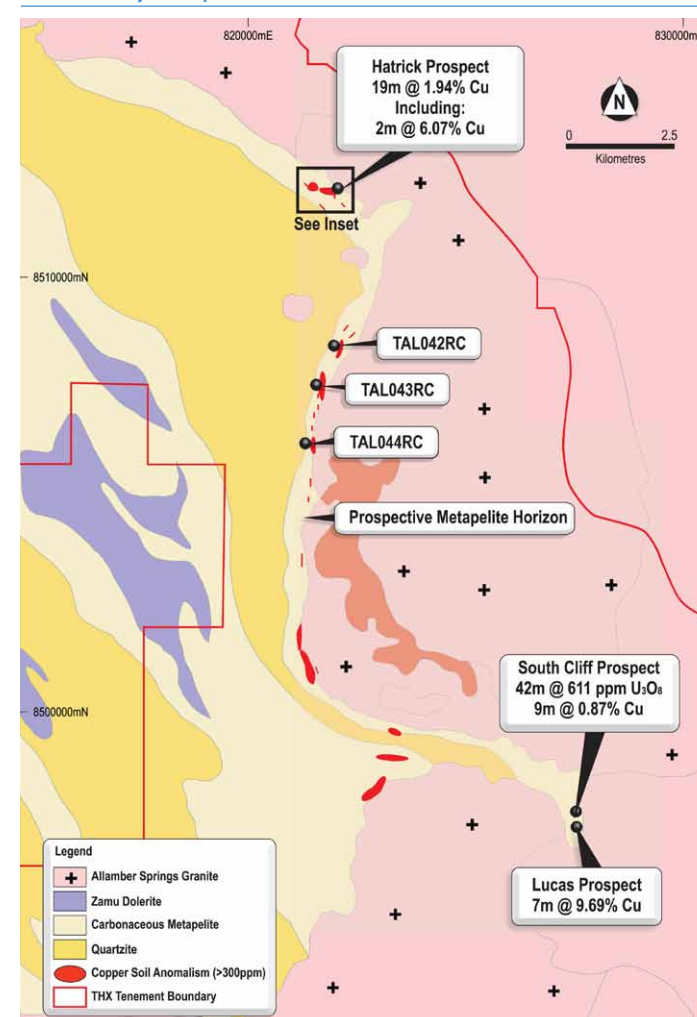 820000mE
830000m
Hatrick Prospect
19m @ 1.94% Cu
Including:
2m @ 6.07% Cu
N
0 2.5
Kilometres
See Inset
8510000mN
TAL042RC
TAL043RC
TAL044RC
Prospective Metapelite Horizon
South Cliff Prospect
42m @ 611 ppm U₃O₈
9m @ 0.87% Cu
8500000mN
Lucas Prospect
7m @ 9.69% Cu
Legend
Allamber Springs Granite
Zamu Dolerite
Carbonaceous Metapelite
Quartzite
Copper Soil Anomalism (>300ppm)
THX Tenement Boundary